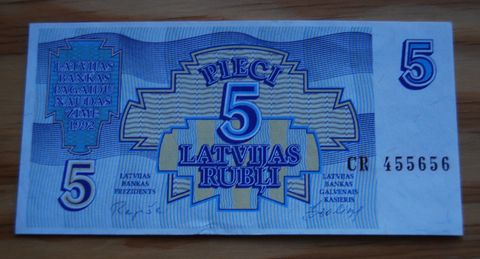 LATVIJAS
BANKAS
PAGAIDU
NAUDAS
ZĪME
1992
PIECI
5
LATVIJAS
RUBĻI
5
5
CR 455656
LATVIJAS
BANKAS
PREZIDENTS
LATVIJAS
BANKAS
GALVENAIS
KASIERIS